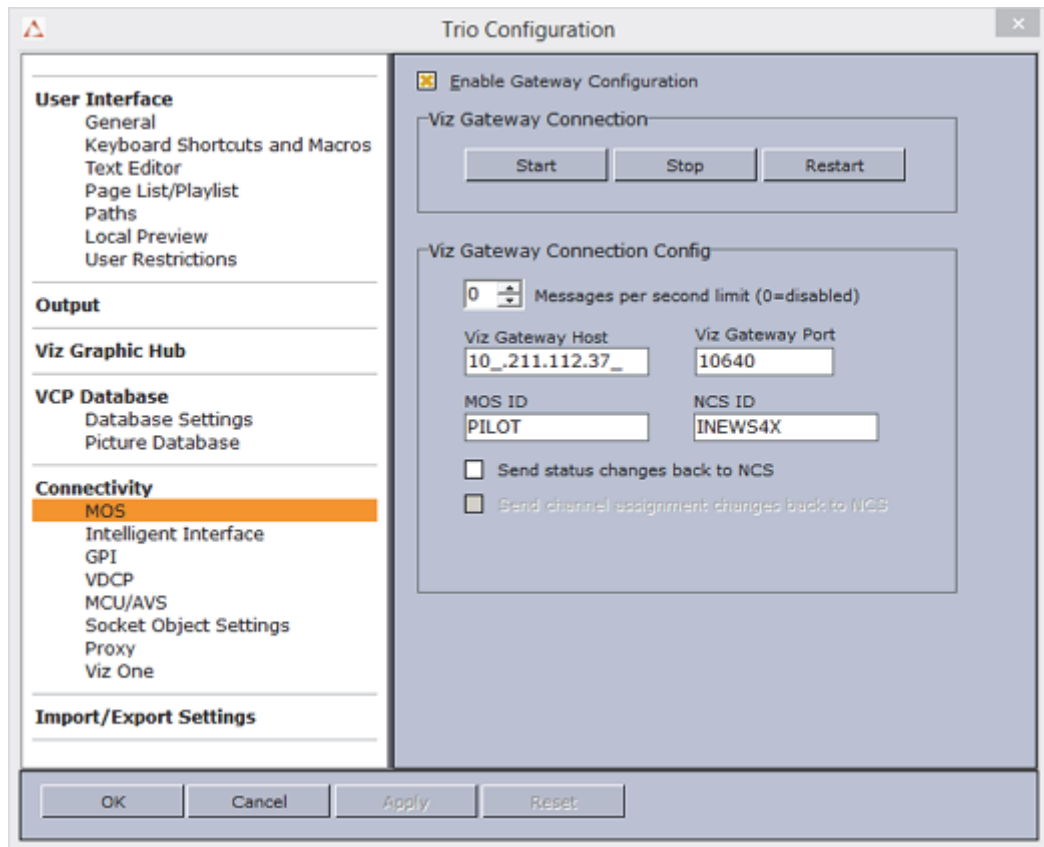 Trio Configuration
User Interface
General
Keyboard Shortcuts and Macros
Text Editor
Page List/Playlist
Paths
Local Preview
User Restrictions
Output
Viz Graphic Hub
VCP Database
Database Settings
Picture Database
Connectivity
MOS
Intelligent Interface
GPI
VDCP
MCU/AVS
Socket Object Settings
Proxy
Viz One
Import/Export Settings
Enable Gateway Configuration
Viz Gateway Connection
Start Stop Restart
Viz Gateway Connection Config
0 Messages per second limit (0=disabled)
Viz Gateway Host Viz Gateway Port
10_.211.112.37_ 10640
MOS ID NCS ID
PILOT INEWS4X
Send status changes back to NCS
Send channel assignment changes back to NCS
OK Cancel Apply Reset